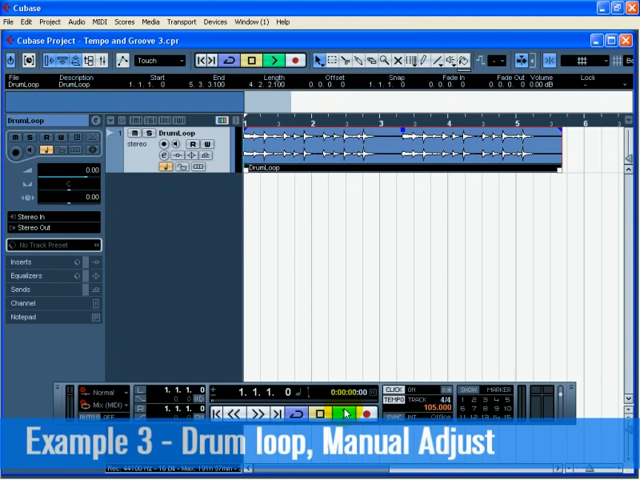 Cubase
File Edit Project Audio MIDI Scores Media Transport Devices Window (1) Help
Cubase Project - Tempo and Groove 3.cpr
Touch
File Description Start End Length Offset Snap Fade In Fade Out Volume Lock
DrumLoop DrumLoop 1. 1. 1. 0 5. 3. 3.100 4. 2. 2.100 0. 0. 0. 0 1. 1. 1. 0 0. 0. 0. 0 0. 0. 0. 0 0.00 dB
DrumLoop
1 DrumLoop
stereo
1 2 3 4 5 6
DrumLoop
0.00
C
0.00
Stereo In
Stereo Out
No Track Preset
Inserts
Equalizers
Sends
Channel
Notepad
Normal
Mix (MIDI)
L 1. 1. 1. 0
R 1. 1. 1. 0
1. 1. 1. 0 0:00:00:00
CLICK ON
TEMPO TRACK 4/4
105.000
SHOW MARKER
Example 3 - Drum loop, Manual Adjust